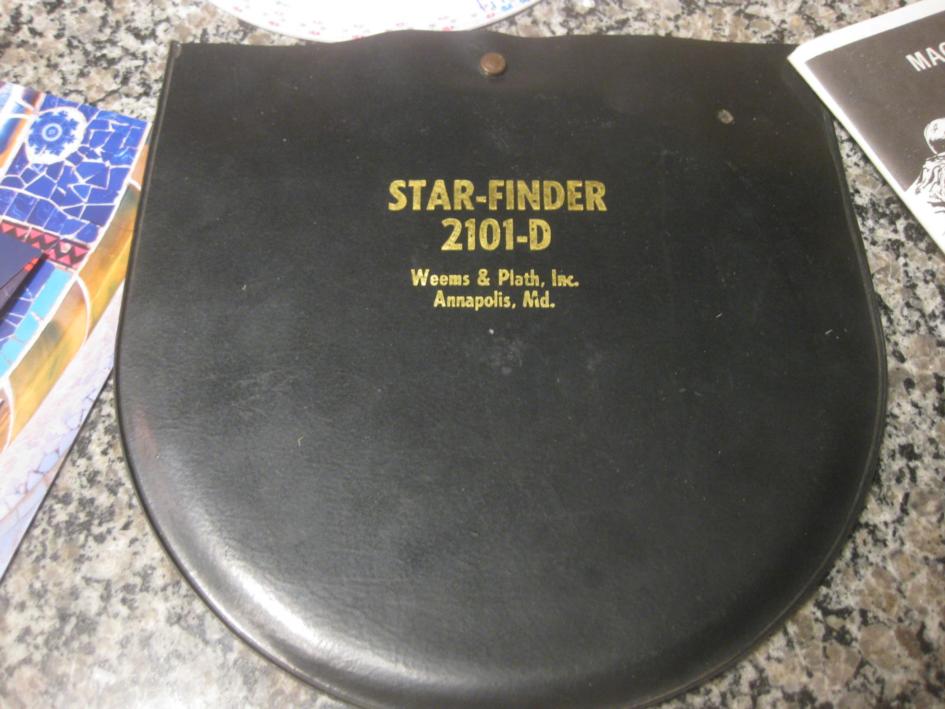 STAR-FINDER
2101-D
Weems & Plath, Inc.
Annapolis, Md.